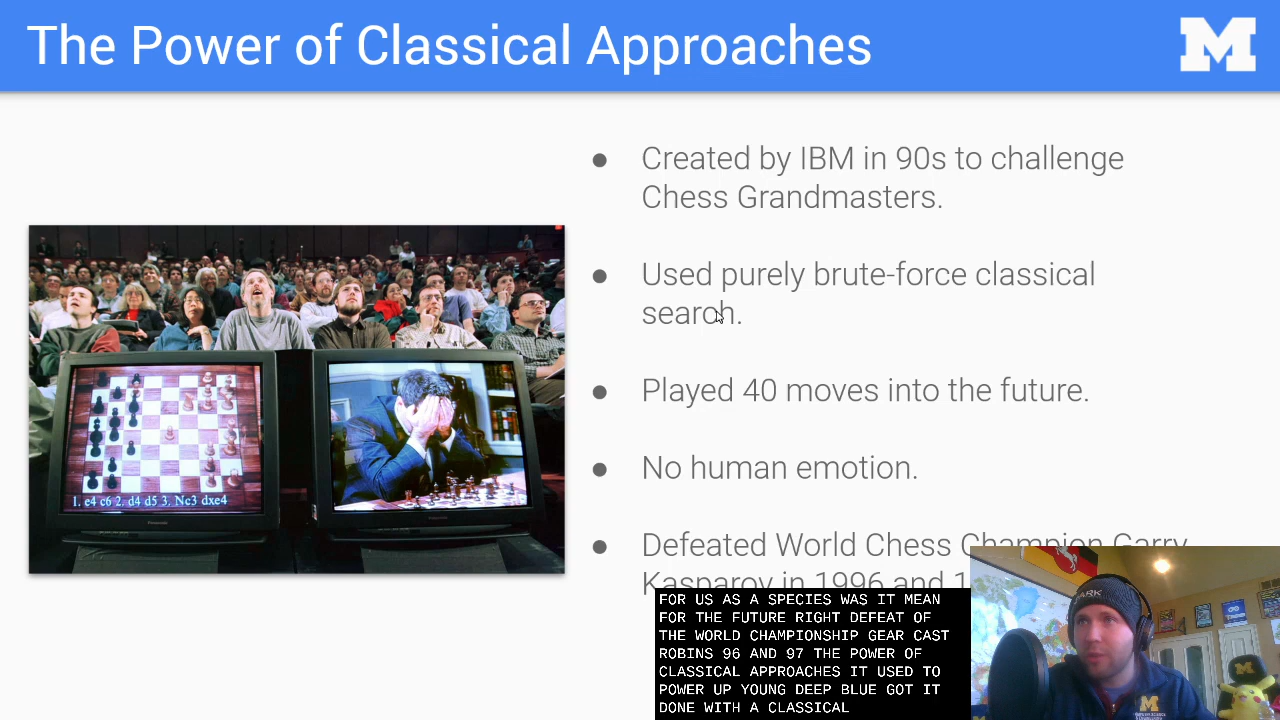 The Power of Classical Approaches
M
● Created by IBM in 90s to challenge
Chess Grandmasters.
● Used purely brute-force classical
search.
● Played 40 moves into the future.
● No human emotion.
● Defeated World Chess Champion Garry
Kasparov in 1996 and 1
1. e4 c6 2. d4 d5 3. Nc3 dxe4
Panasonic
FOR US AS A SPECIES WAS IT MEAN
FOR THE FUTURE RIGHT DEFEAT OF
THE WORLD CHAMPIONSHIP GEAR CAST
ROBINS 96 AND 97 THE POWER OF
CLASSICAL APPROACHES IT USED TO
POWER UP YOUNG DEEP BLUE GOT IT
DONE WITH A CLASSICAL
ARK
M
M